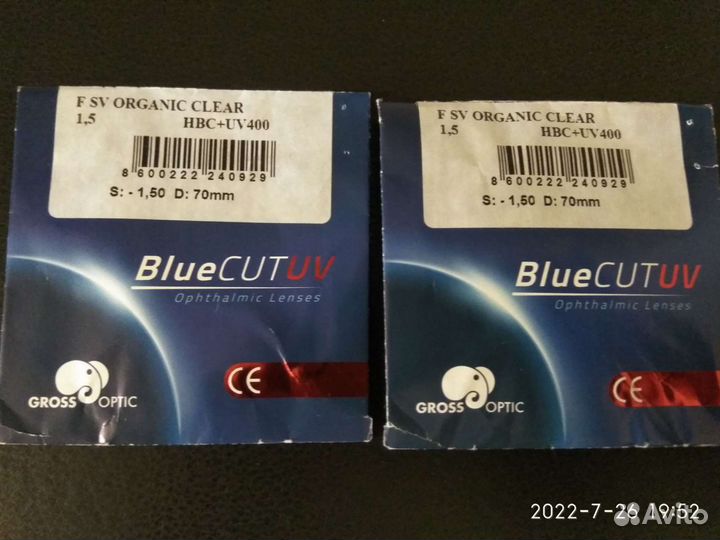 F SV ORGANIC CLEAR
1,5 HBC+UV400
8 600222 240929
S: - 1,50 D: 70mm
BlueCUTUV
Ophthalmic Lenses
CE
GROSS OPTIC
F SV ORGANIC CLEAR
1,5 HBC+UV400
8 600222 240929
S: - 1,50 D: 70mm
BlueCUTUV
Ophthalmic Lenses
CE
GROSS OPTIC
2022-7-26 19:52
Avito